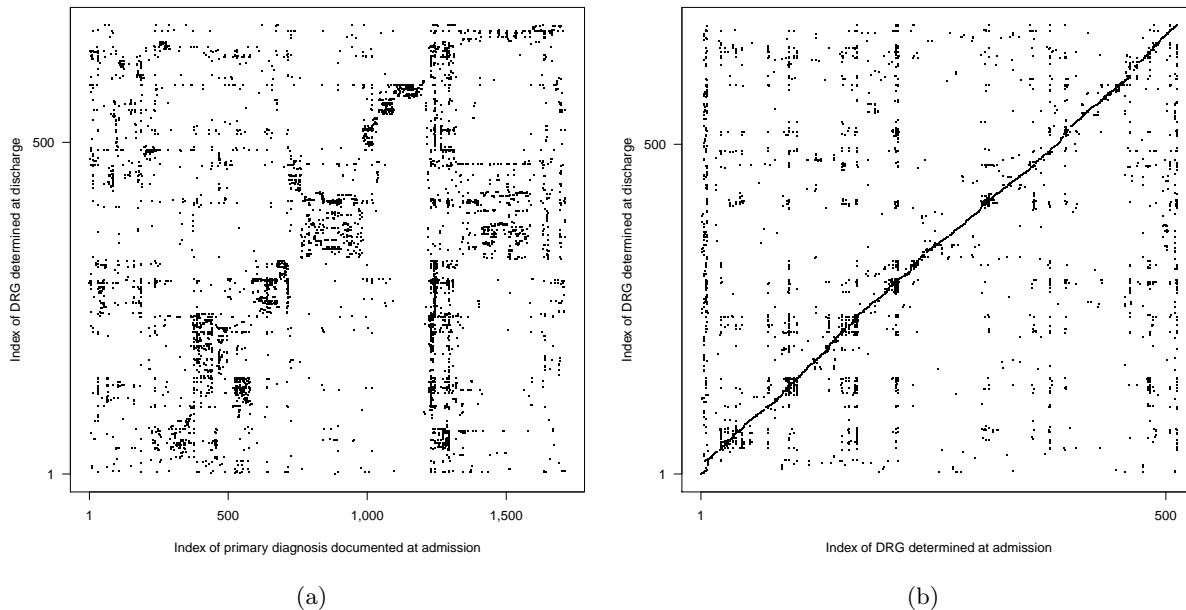 Index of DRG determined at discharge
500
1
1
500
1,000
1,500
Index of primary diagnosis documented at admission
(a)
Index of DRG determined at discharge
500
1
1
500
Index of DRG determined at admission
(b)